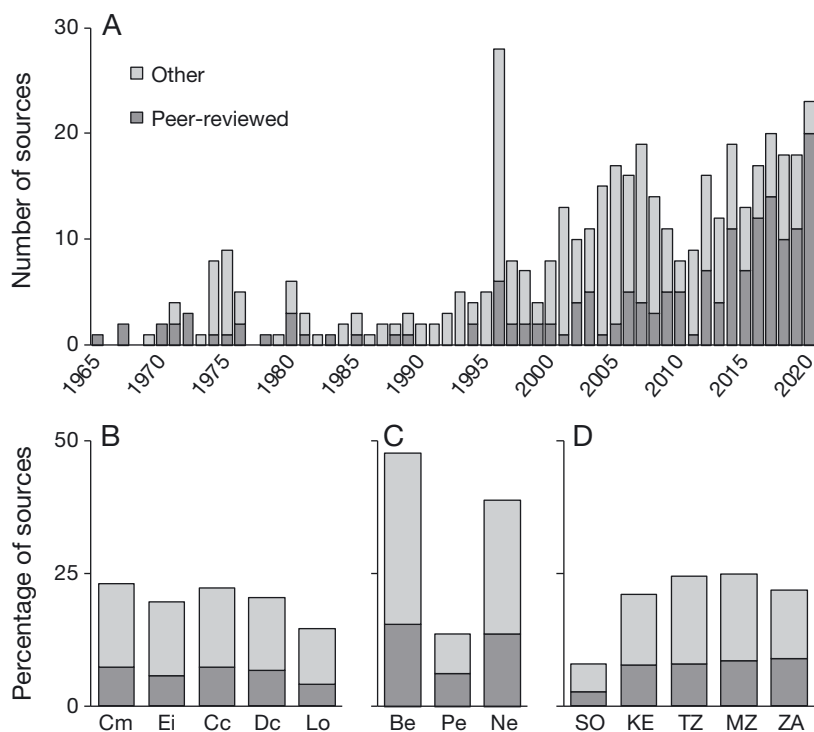 A
30
20
10
0
Number of sources
Other
Peer-reviewed
1965
1970
1975
1980
1985
1990
1995
2000
2005
2010
2015
2020
B
C
D
50
25
0
Percentage of sources
Cm Ei Cc Dc Lo
Be Pe Ne
SO KE TZ MZ ZA